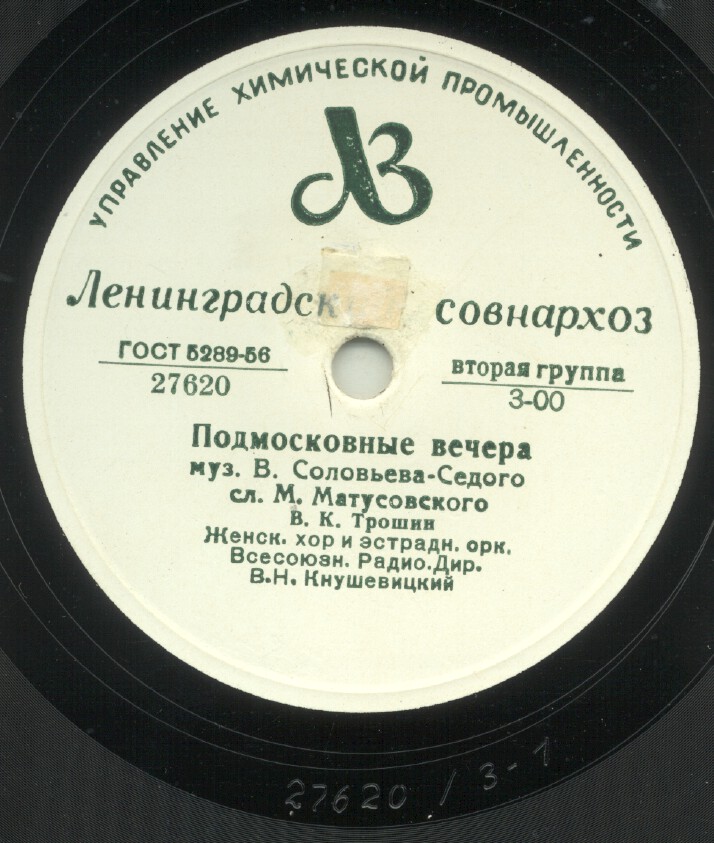 УПРАВЛЕНИЕ ХИМИЧЕСКОЙ ПРОМЫШЛЕННОСТИ
ЛЗ
Ленинградск совнархоз
ГОСТ 5289-56
27620
вторая группа
3-00
Подмосковные вечера
муз. В. Соловьева-Седого
сл. М. Матусовского
В. К. Трошин
Женск. хор и эстрадн. орк.
Всесоюзн. Радио.Дир.
В.Н. Кнушевицкий
27620 / 3-1